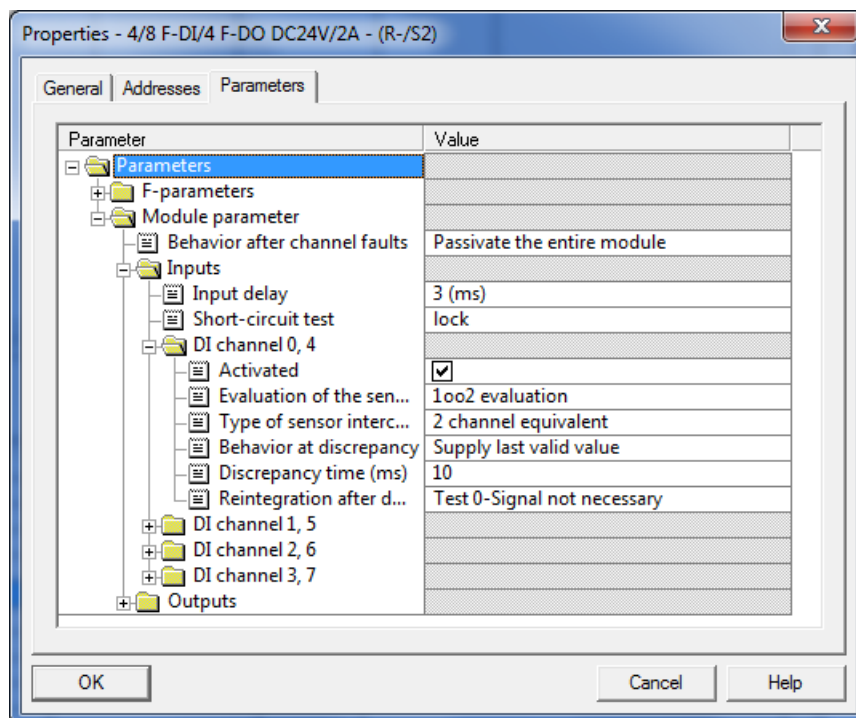 Properties - 4/8 F-DI/4 F-DO DC24V/2A - (R-/S2)
General Addresses Parameters
Parameter Value
Parameters
F-parameters
Module parameter
Behavior after channel faults Passivate the entire module
Inputs
Input delay 3 (ms)
Short-circuit test lock
DI channel 0, 4
Activated
Evaluation of the sen... 1oo2 evaluation
Type of sensor interc... 2 channel equivalent
Behavior at discrepancy Supply last valid value
Discrepancy time (ms) 10
Reintegration after d... Test 0-Signal not necessary
DI channel 1, 5
DI channel 2, 6
DI channel 3, 7
Outputs
OK Cancel Help